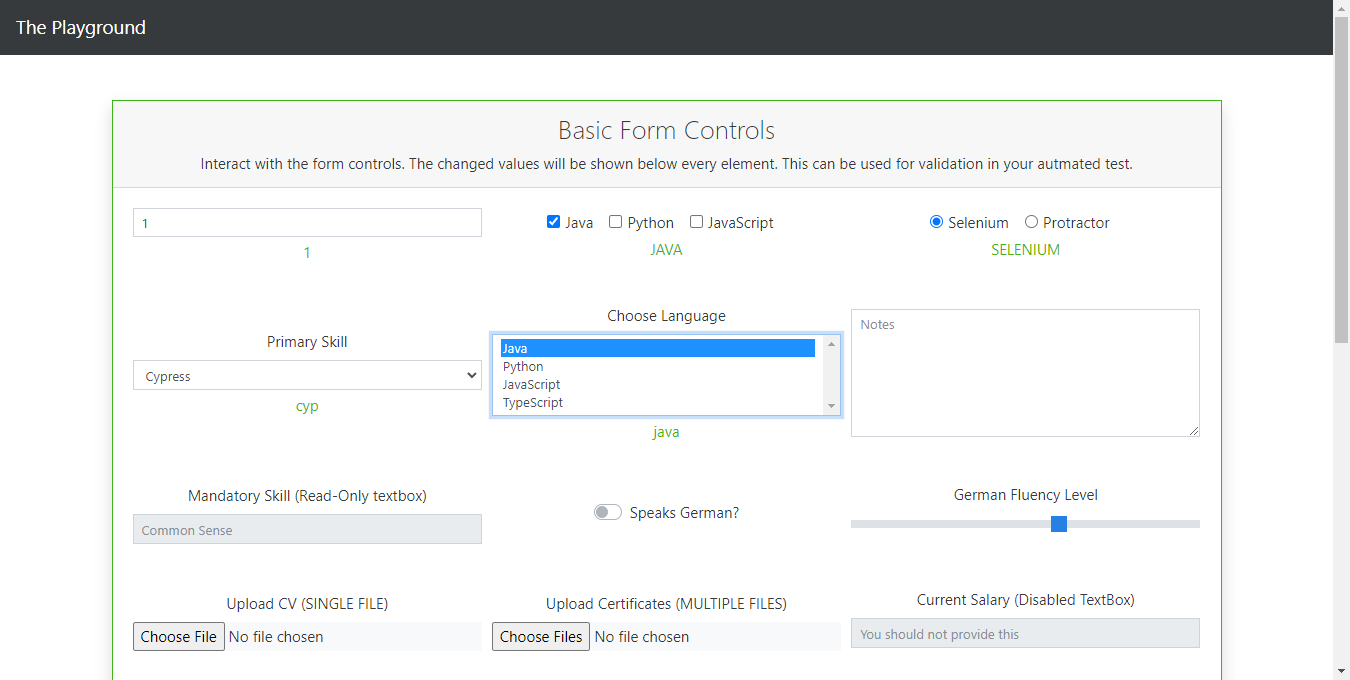 The Playground
Basic Form Controls
Interact with the form controls. The changed values will be shown below every element. This can be used for validation in your autmated test.
1
1
Java Python JavaScript
JAVA
Selenium Protractor
SELENIUM
Primary Skill
Cypress
cyp
Choose Language
Java
Python
JavaScript
TypeScript
java
Notes
Mandatory Skill (Read-Only textbox)
Common Sense
Speaks German?
German Fluency Level
Upload CV (SINGLE FILE)
Choose File No file chosen
Upload Certificates (MULTIPLE FILES)
Choose Files No file chosen
Current Salary (Disabled TextBox)
You should not provide this